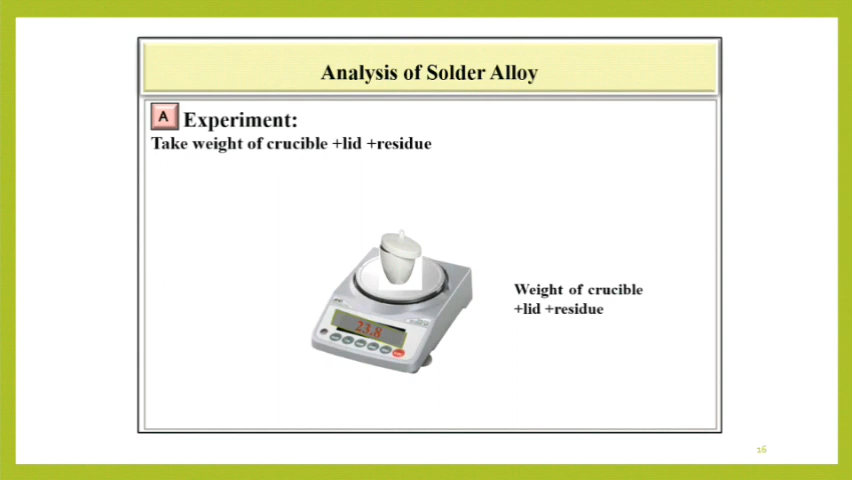 Analysis of Solder Alloy
A Experiment:
Take weight of crucible +lid +residue
Weight of crucible
+lid +residue
23.8
16